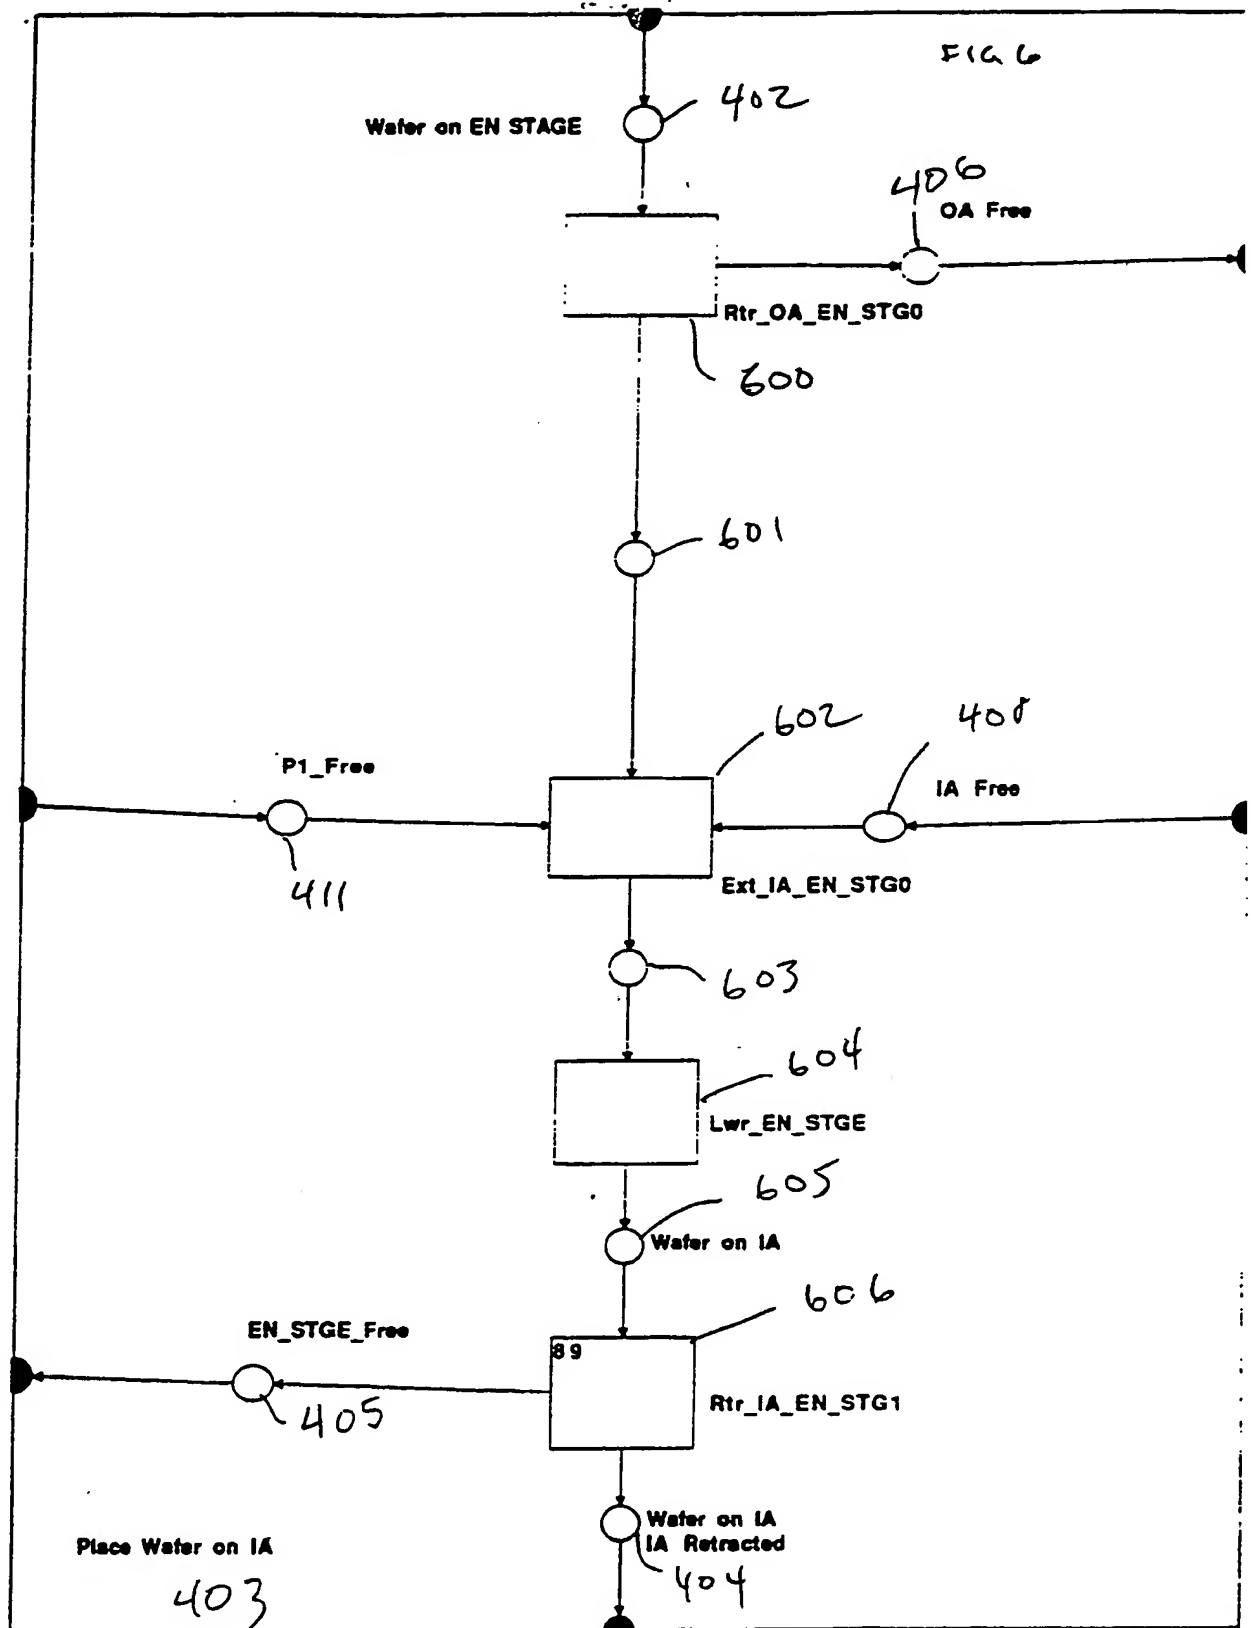 FIG 6
402
Wafer on EN STAGE
406
OA Free
Rtr_OA_EN_STG0
600
601
602
408
P1_Free
IA Free
411
Ext_IA_EN_STG0
603
604
Lwr_EN_STGE
605
Wafer on IA
606
EN_STGE_Free
89
Rtr_IA_EN_STG1
405
Wafer on IA
IA Retracted
Place Wafer on IA
404
403